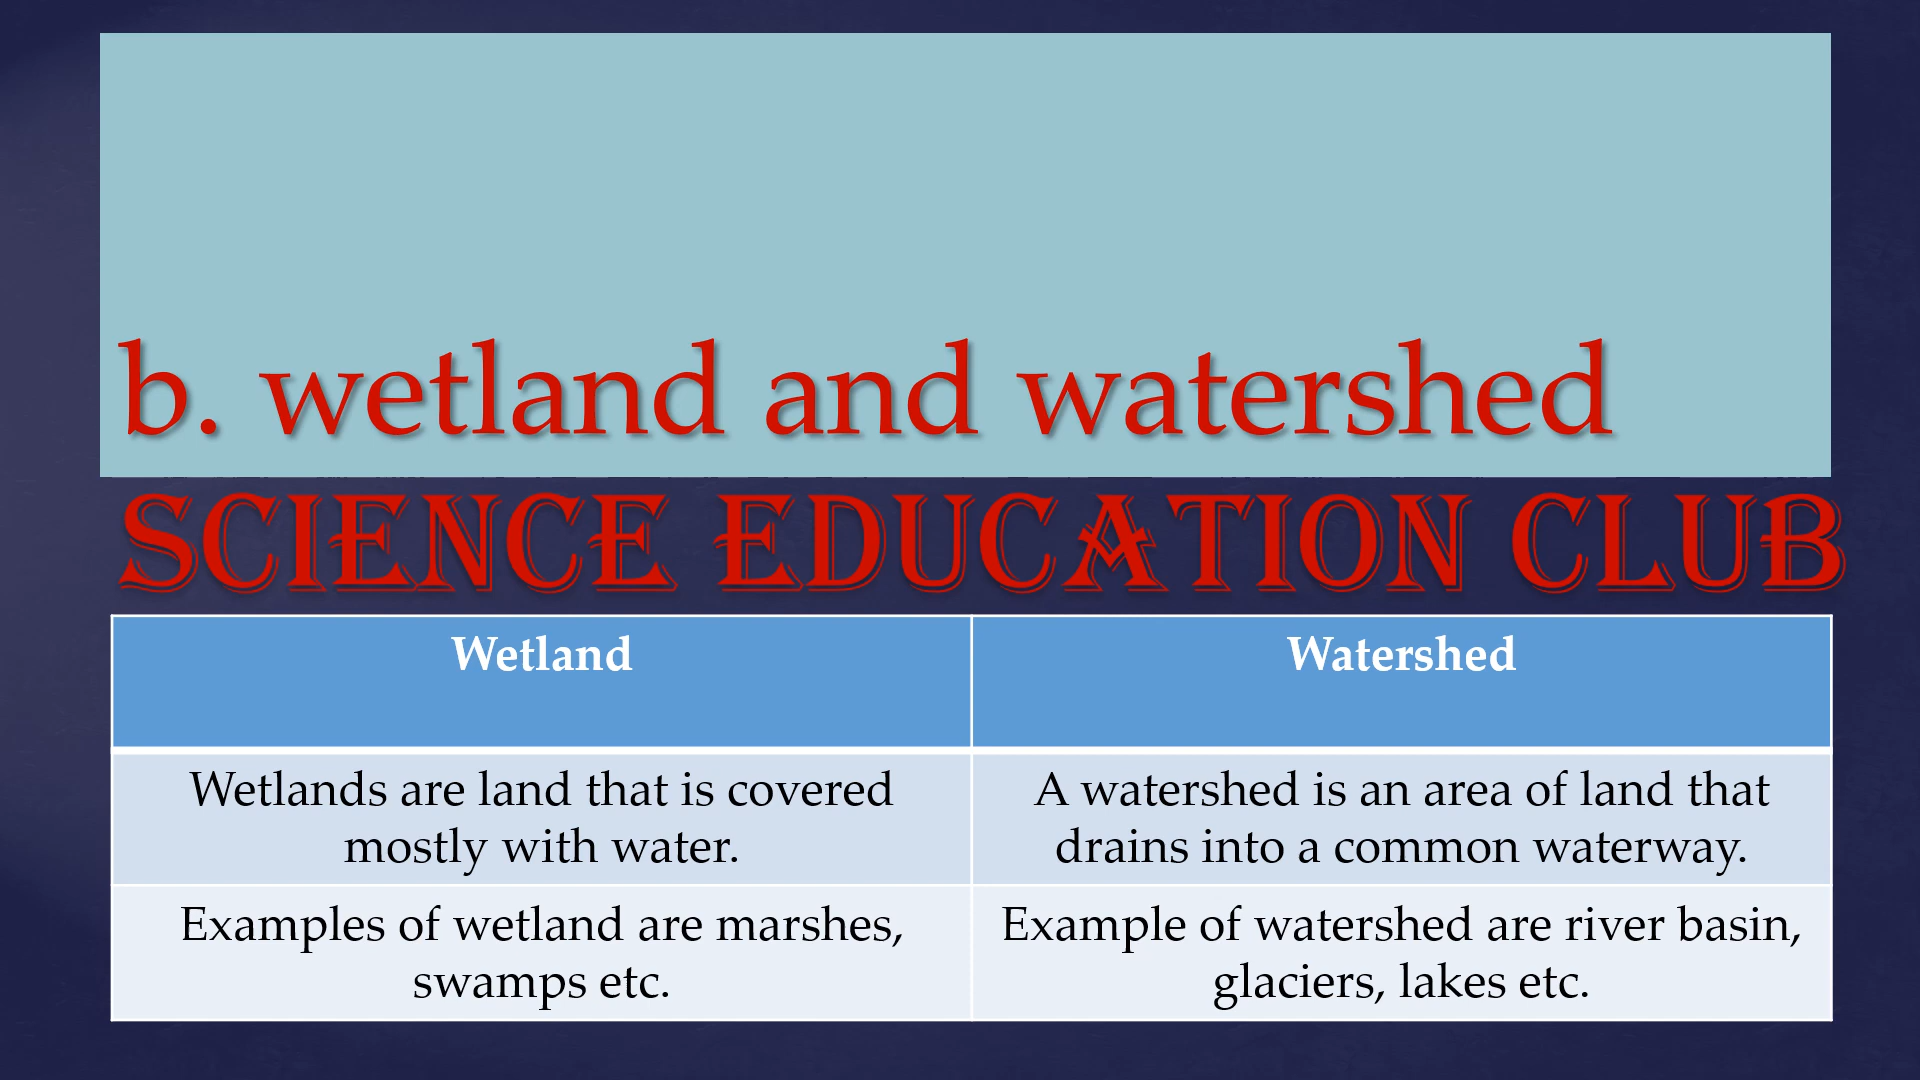 b. wetland and watershed
SCIENCE EDUCATION CLUB
Wetland
Watershed
Wetlands are land that is covered
mostly with water.
A watershed is an area of land that
drains into a common waterway.
Examples of wetland are marshes,
swamps etc.
Example of watershed are river basin,
glaciers, lakes etc.